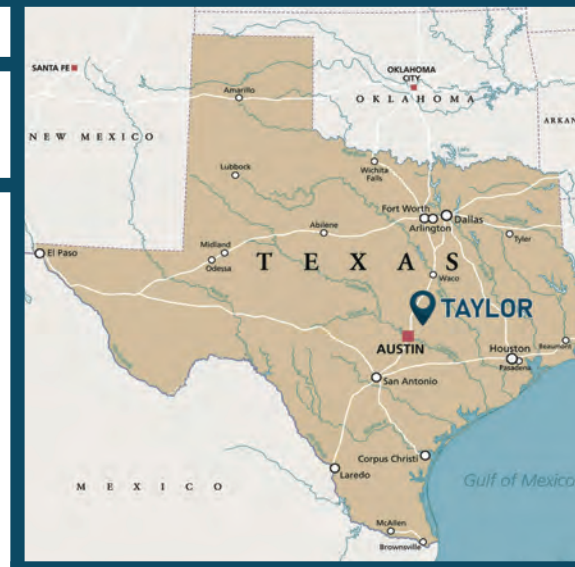 SANTA FE
OKLAHOMA
CITY
Amarillo
OKLAHOMA
ARKAN
NEW MEXICO
Lubbock
Wichita
Falls
Fort Worth
Dallas
Arlington
Abilene
Tyler
Midland
Odessa
El Paso
TEXAS
Waco
TAYLOR
AUSTIN
Houston
Beaumont
Pasadena
San Antonio
Corpus Christi
Laredo
Gulf of Mexico
MEXICO
McAllen
Brownsville